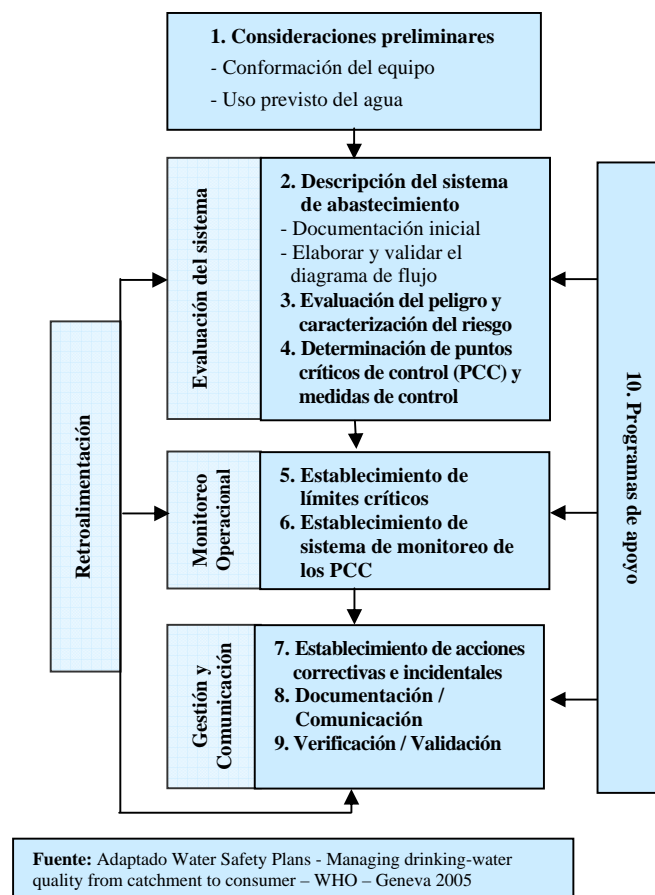 1. Consideraciones preliminares
- Conformación del equipo
- Uso previsto del agua
Evaluación del sistema
2. Descripción del sistema
de abastecimiento
- Documentación inicial
- Elaborar y validar el
diagrama de flujo
3. Evaluación del peligro y
caracterización del riesgo
4. Determinación de puntos
críticos de control (PCC) y
medidas de control
Retroalimentación
10. Programas de apoyo
Monitoreo
Operacional
5. Establecimiento de
límites críticos
6. Establecimiento de
sistema de monitoreo de
los PCC
Gestión y
Comunicación
7. Establecimiento de acciones
correctivas e incidentales
8. Documentación /
Comunicación
9. Verificación / Validación
Fuente: Adaptado Water Safety Plans - Managing drinking-water
quality from catchment to consumer – WHO – Geneva 2005